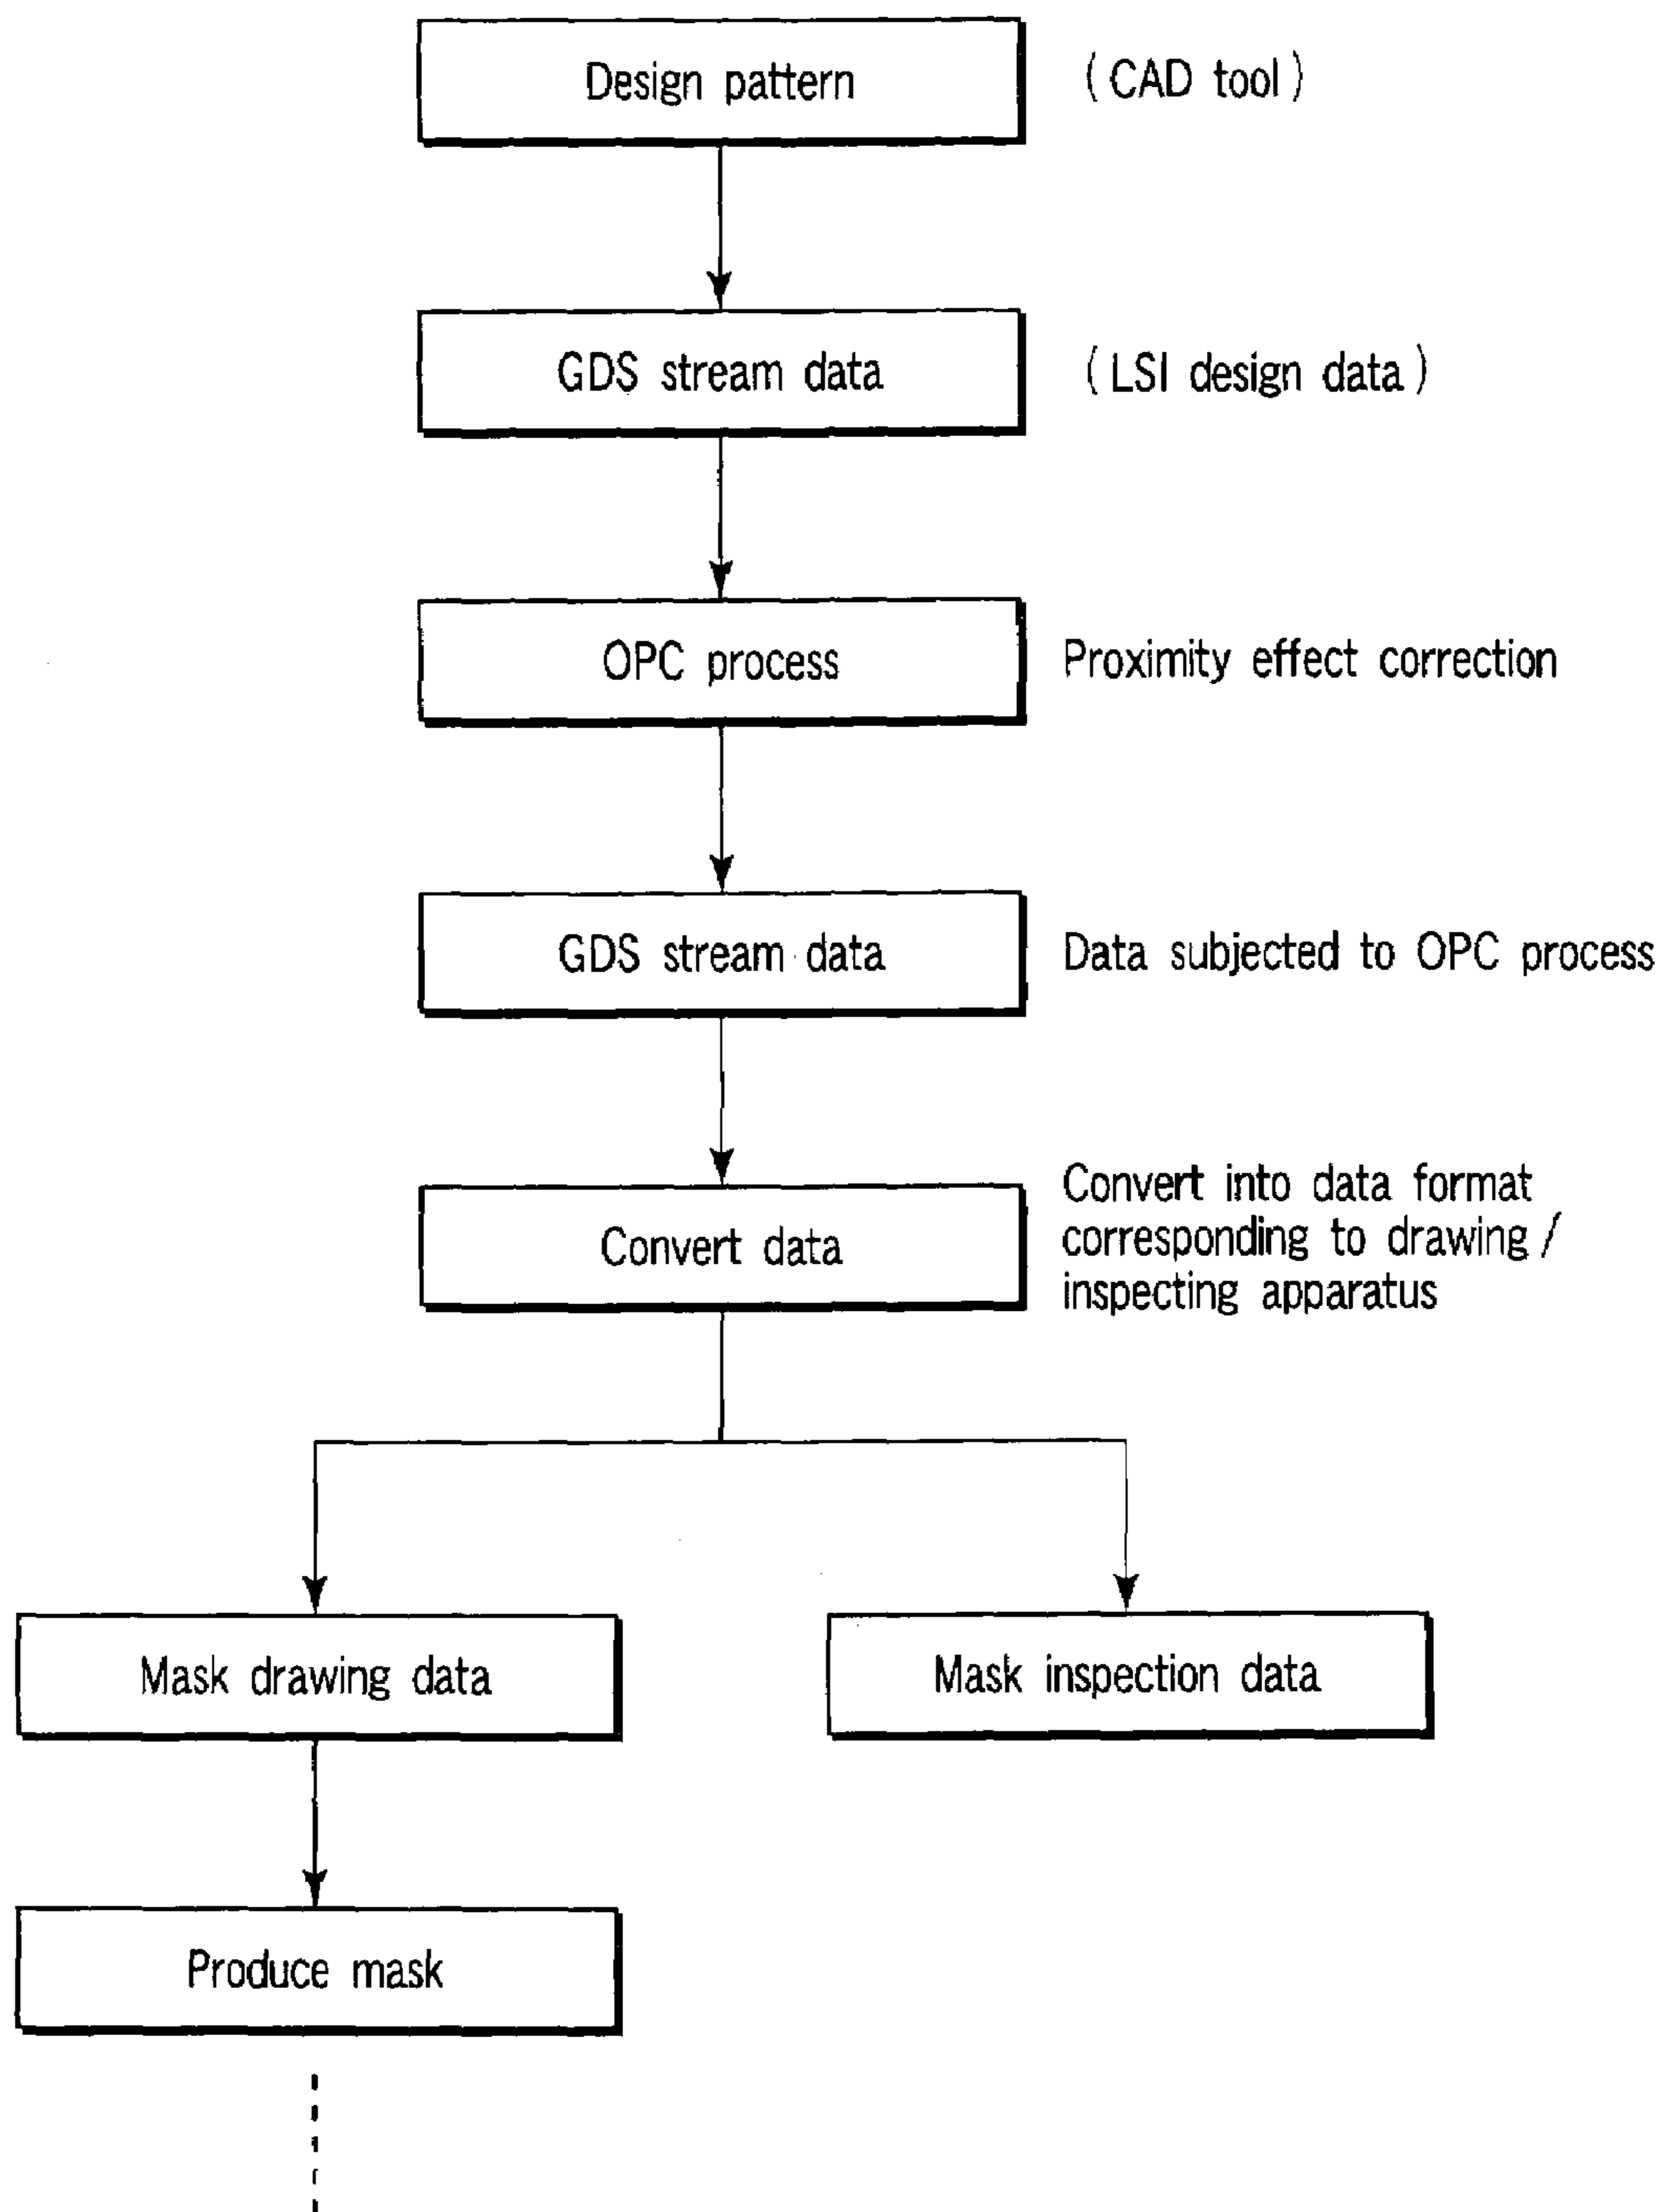 Design pattern
(CAD tool)
GDS stream data
(LSI design data)
OPC process
Proximity effect correction
GDS stream data
Data subjected to OPC process
Convert data
Convert into data format
corresponding to drawing /
inspecting apparatus
Mask drawing data
Mask inspection data
Produce mask